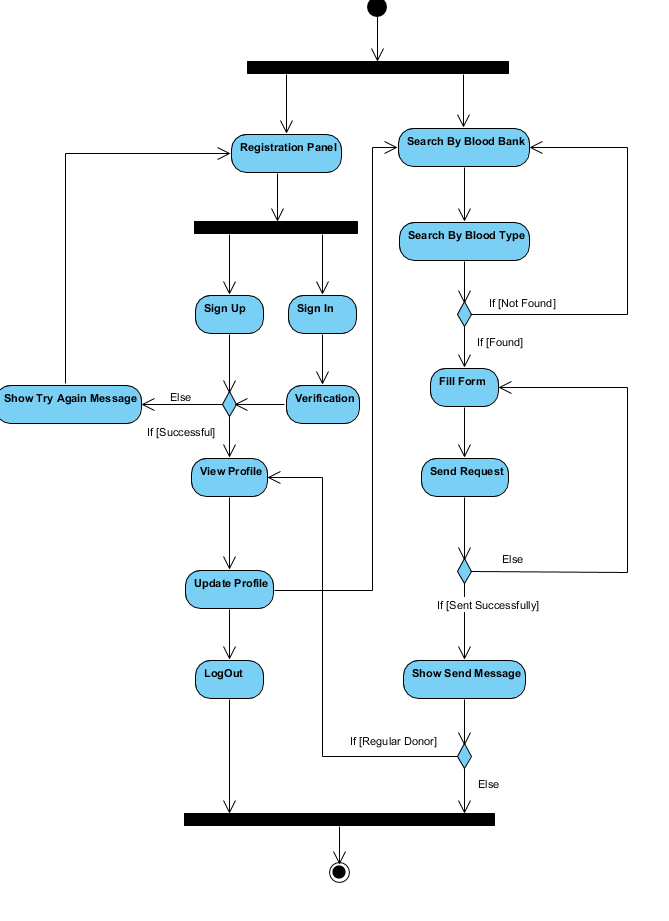 Registration Panel
Search By Blood Bank
Search By Blood Type
Sign Up
Sign In
If [Not Found]
If [Found]
Fill Form
Show Try Again Message
Else
Verification
If [Successful]
View Profile
Send Request
Else
Update Profile
If [Sent Successfully]
LogOut
Show Send Message
If [Regular Donor]
Else